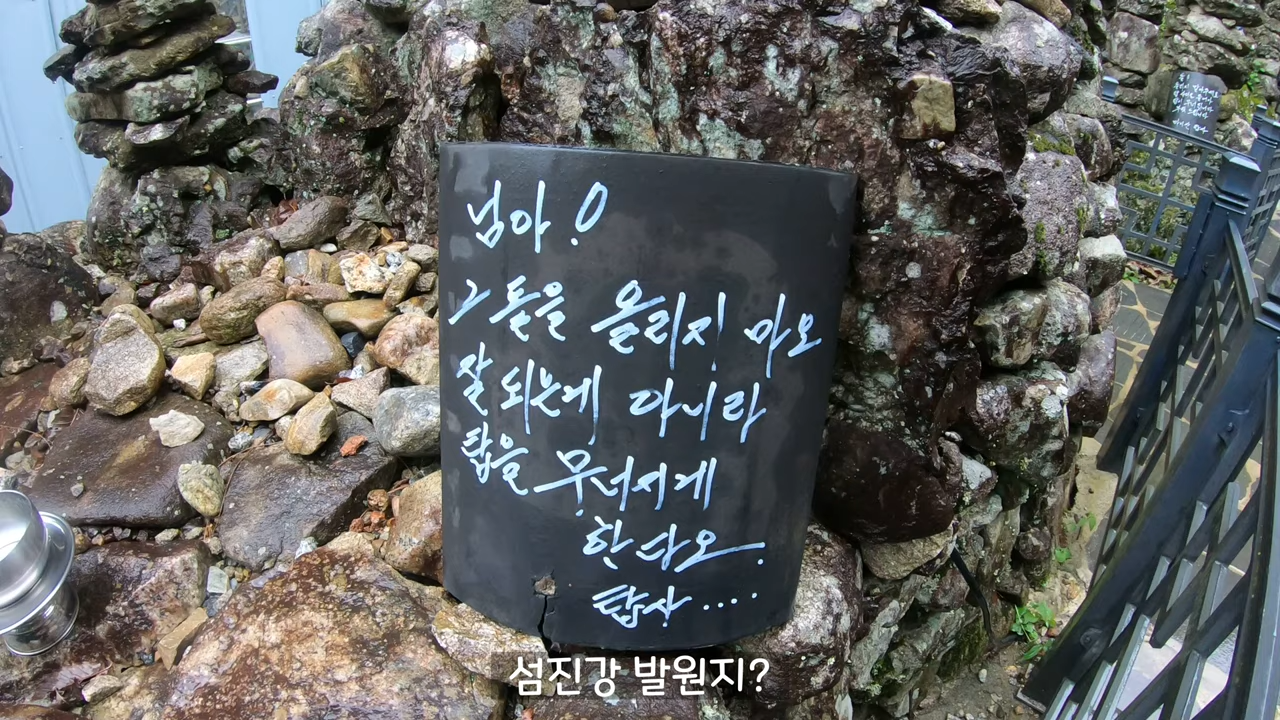 님아!
그 돌을 올리지 마오
잘 되는게 아니라
탑을 무너지게
한다오.
탑사....
섬진강 발원지?